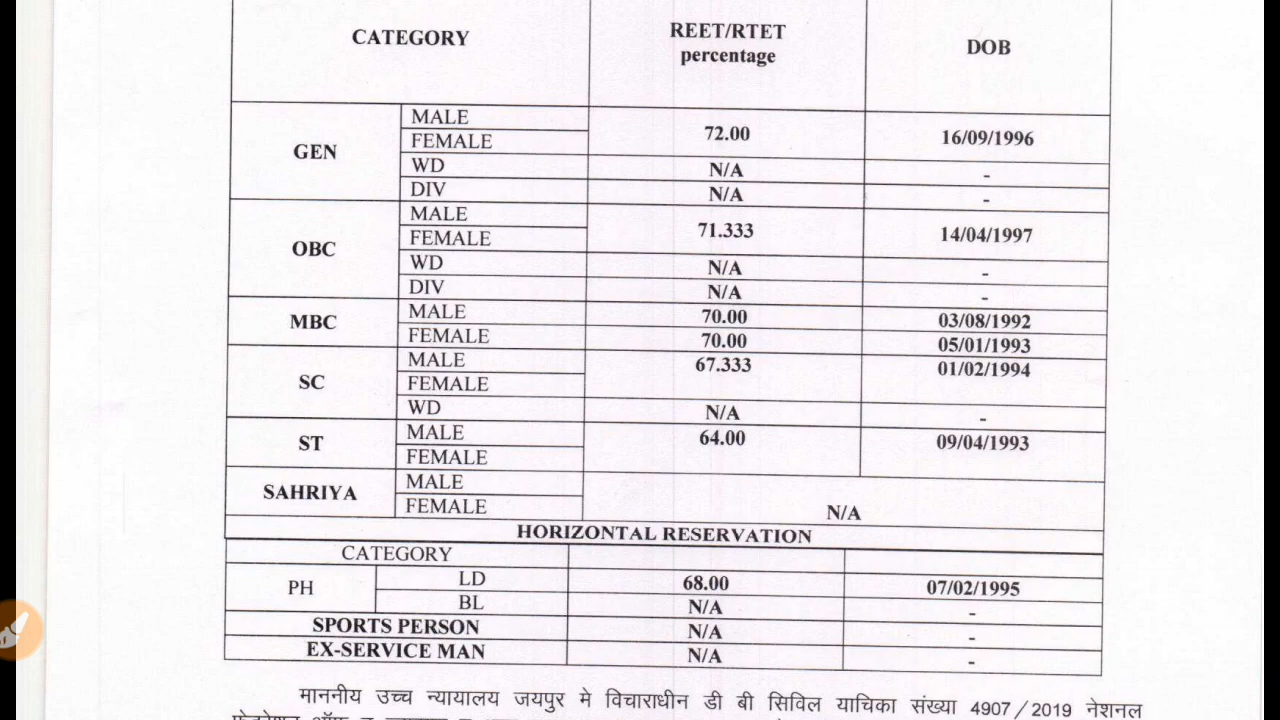 CATEGORY REET/RTET percentage DOB
GEN MALE 72.00 16/09/1996
FEMALE
WD N/A -
DIV N/A -
OBC MALE 71.333 14/04/1997
FEMALE
WD N/A -
DIV N/A -
MBC MALE 70.00 03/08/1992
FEMALE 70.00 05/01/1993
SC MALE 67.333 01/02/1994
FEMALE
WD N/A -
ST MALE 64.00 09/04/1993
FEMALE
SAHRIYA MALE
FEMALE N/A
HORIZONTAL RESERVATION
CATEGORY
PH LD 68.00 07/02/1995
BL N/A -
SPORTS PERSON N/A -
EX-SERVICE MAN N/A -
माननीय उच्च न्यायालय जयपुर मे विचाराधीन डी बी सिविल याचिका संख्या 4907/2019 नेशनल